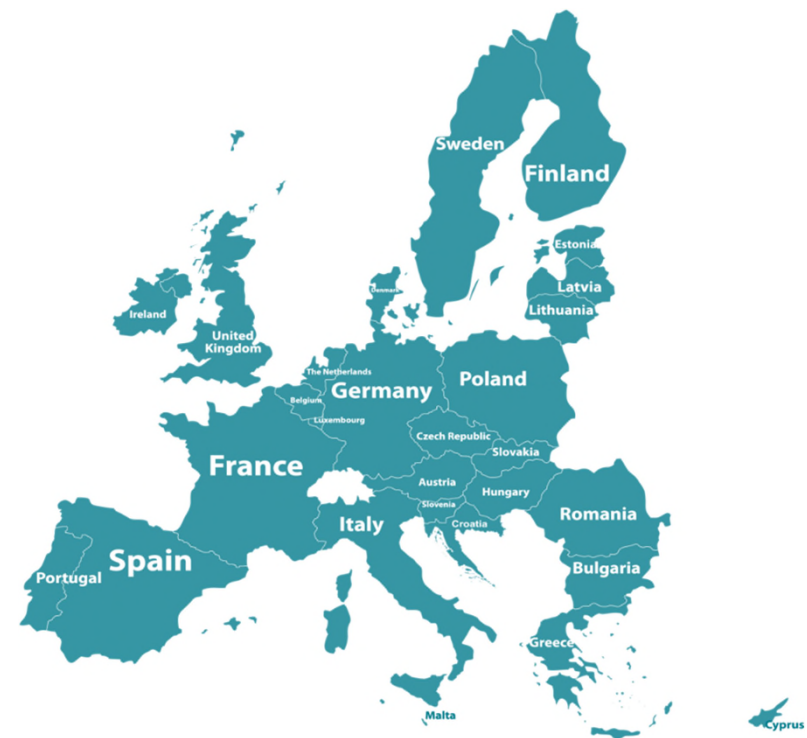 Sweden
Finland
Estonia
Latvia
Lithuania
Denmark
Ireland
United
Kingdom
The Netherlands
Belgium
Luxembourg
Germany
Poland
Czech Republic
Slovakia
France
Austria
Hungary
Slovenia
Croatia
Italy
Romania
Spain
Portugal
Bulgaria
Greece
Malta
Cyprus